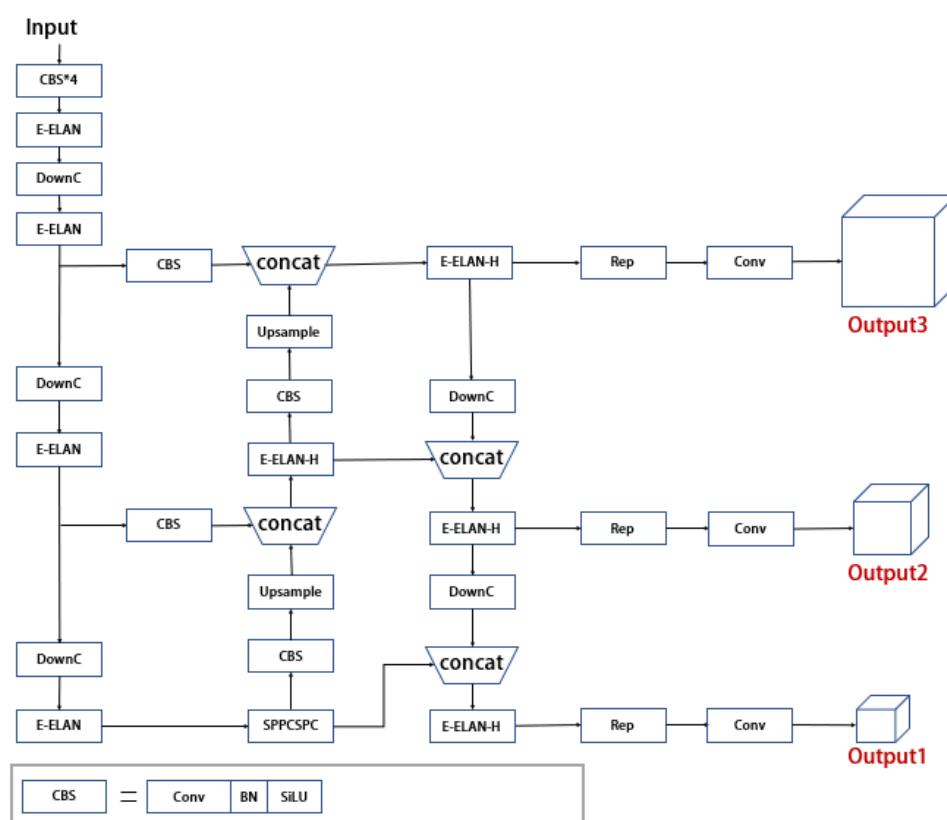 Input
CBS*4
E-ELAN
DownC
E-ELAN
CBS
concat
E-ELAN-H
Rep
Conv
Output3
Upsample
DownC
CBS
DownC
E-ELAN
E-ELAN-H
concat
CBS
concat
E-ELAN-H
Rep
Conv
Output2
Upsample
DownC
DownC
CBS
concat
E-ELAN
SPPCSPC
E-ELAN-H
Rep
Conv
Output1
CBS = Conv BN SiLU